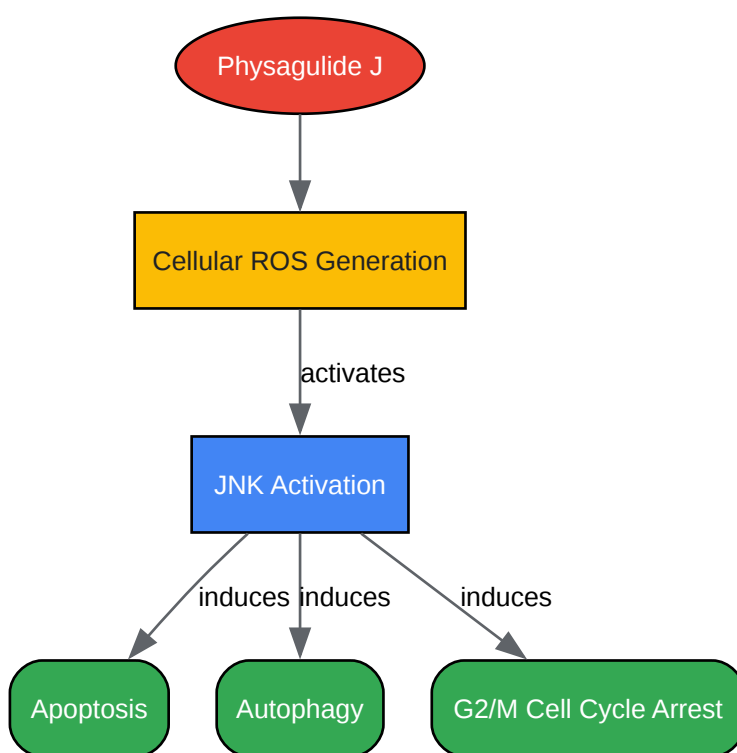 Physagulide J
Cellular ROS Generation
activates
JNK Activation
induces induces induces
Apoptosis Autophagy G2/M Cell Cycle Arrest